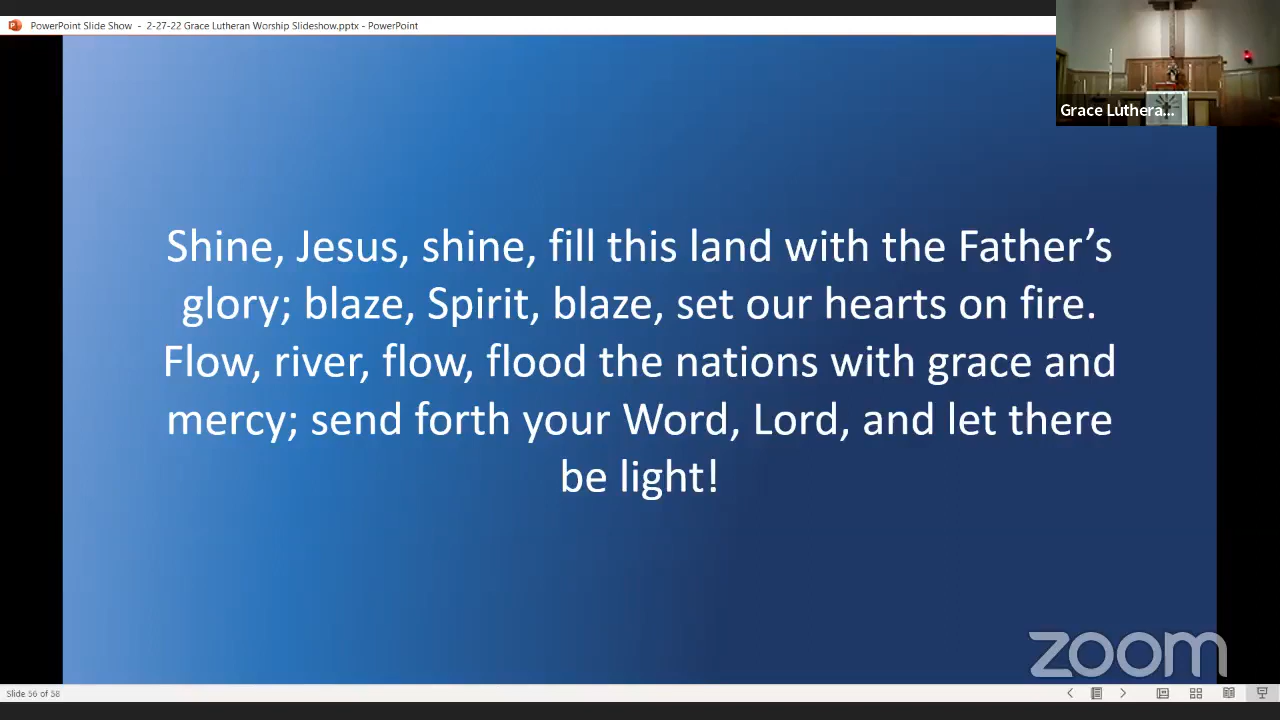 PowerPoint Slide Show - 2-27-22 Grace Lutheran Worship Slideshow.pptx - PowerPoint
Grace Luthera...
Shine, Jesus, shine, fill this land with the Father’s
glory; blaze, Spirit, blaze, set our hearts on fire.
Flow, river, flow, flood the nations with grace and
mercy; send forth your Word, Lord, and let there
be light!
zoom
Slide 56 of 58